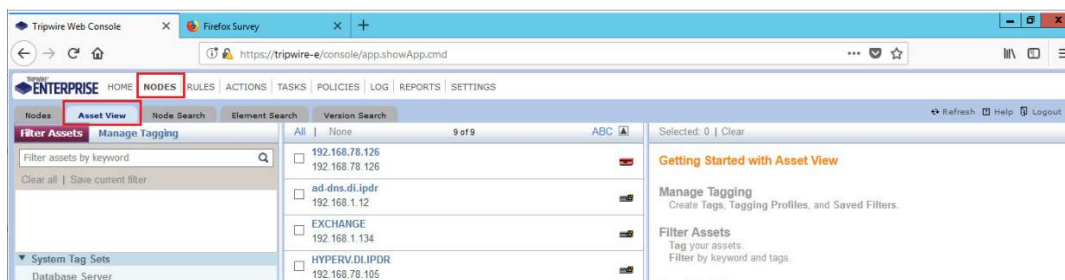 Tripwire Web Console
Firefox Survey
https://tripwire-e/console/app.showApp.cmd
TRIPWIRE
ENTERPRISE HOME NODES RULES ACTIONS TASKS POLICIES LOG REPORTS SETTINGS
Nodes Asset View Node Search Element Search Version Search Refresh Help Logout
Filter Assets Manage Tagging
Filter assets by keyword
Clear all | Save current filter
System Tag Sets
Database Server
All | None 9 of 9 ABC
192.168.78.126
192.168.78.126
ad-dns.di.ipdr
192.168.1.12
EXCHANGE
192.168.1.134
HYPERV.DI.IPDR
192.168.78.105
Selected: 0 | Clear
Getting Started with Asset View
Manage Tagging
Create Tags, Tagging Profiles, and Saved Filters.
Filter Assets
Tag your assets.
Filter by keyword and tags.